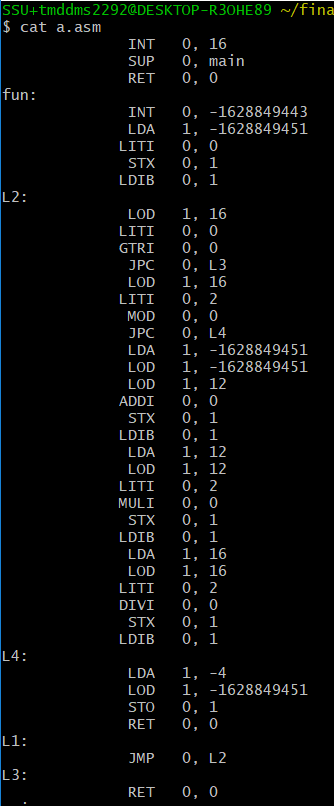 SSU+tmddms2292@DESKTOP-R3OHE89 ~/fina
$ cat a.asm
INT 0, 16
SUP 0, main
RET 0, 0
fun:
INT 0, -1628849443
LDA 1, -1628849451
LITI 0, 0
STX 0, 1
LDIB 0, 1
L2:
LOD 1, 16
LITI 0, 0
GTRI 0, 0
JPC 0, L3
LOD 1, 16
LITI 0, 2
MOD 0, 0
JPC 0, L4
LDA 1, -1628849451
LOD 1, -1628849451
LOD 1, 12
ADDI 0, 0
STX 0, 1
LDIB 0, 1
LDA 1, 12
LOD 1, 12
LITI 0, 2
MULI 0, 0
STX 0, 1
LDIB 0, 1
LDA 1, 16
LOD 1, 16
LITI 0, 2
DIVI 0, 0
STX 0, 1
LDIB 0, 1
L4:
LDA 1, -4
LOD 1, -1628849451
STO 0, 1
RET 0, 0
L1:
JMP 0, L2
L3:
RET 0, 0